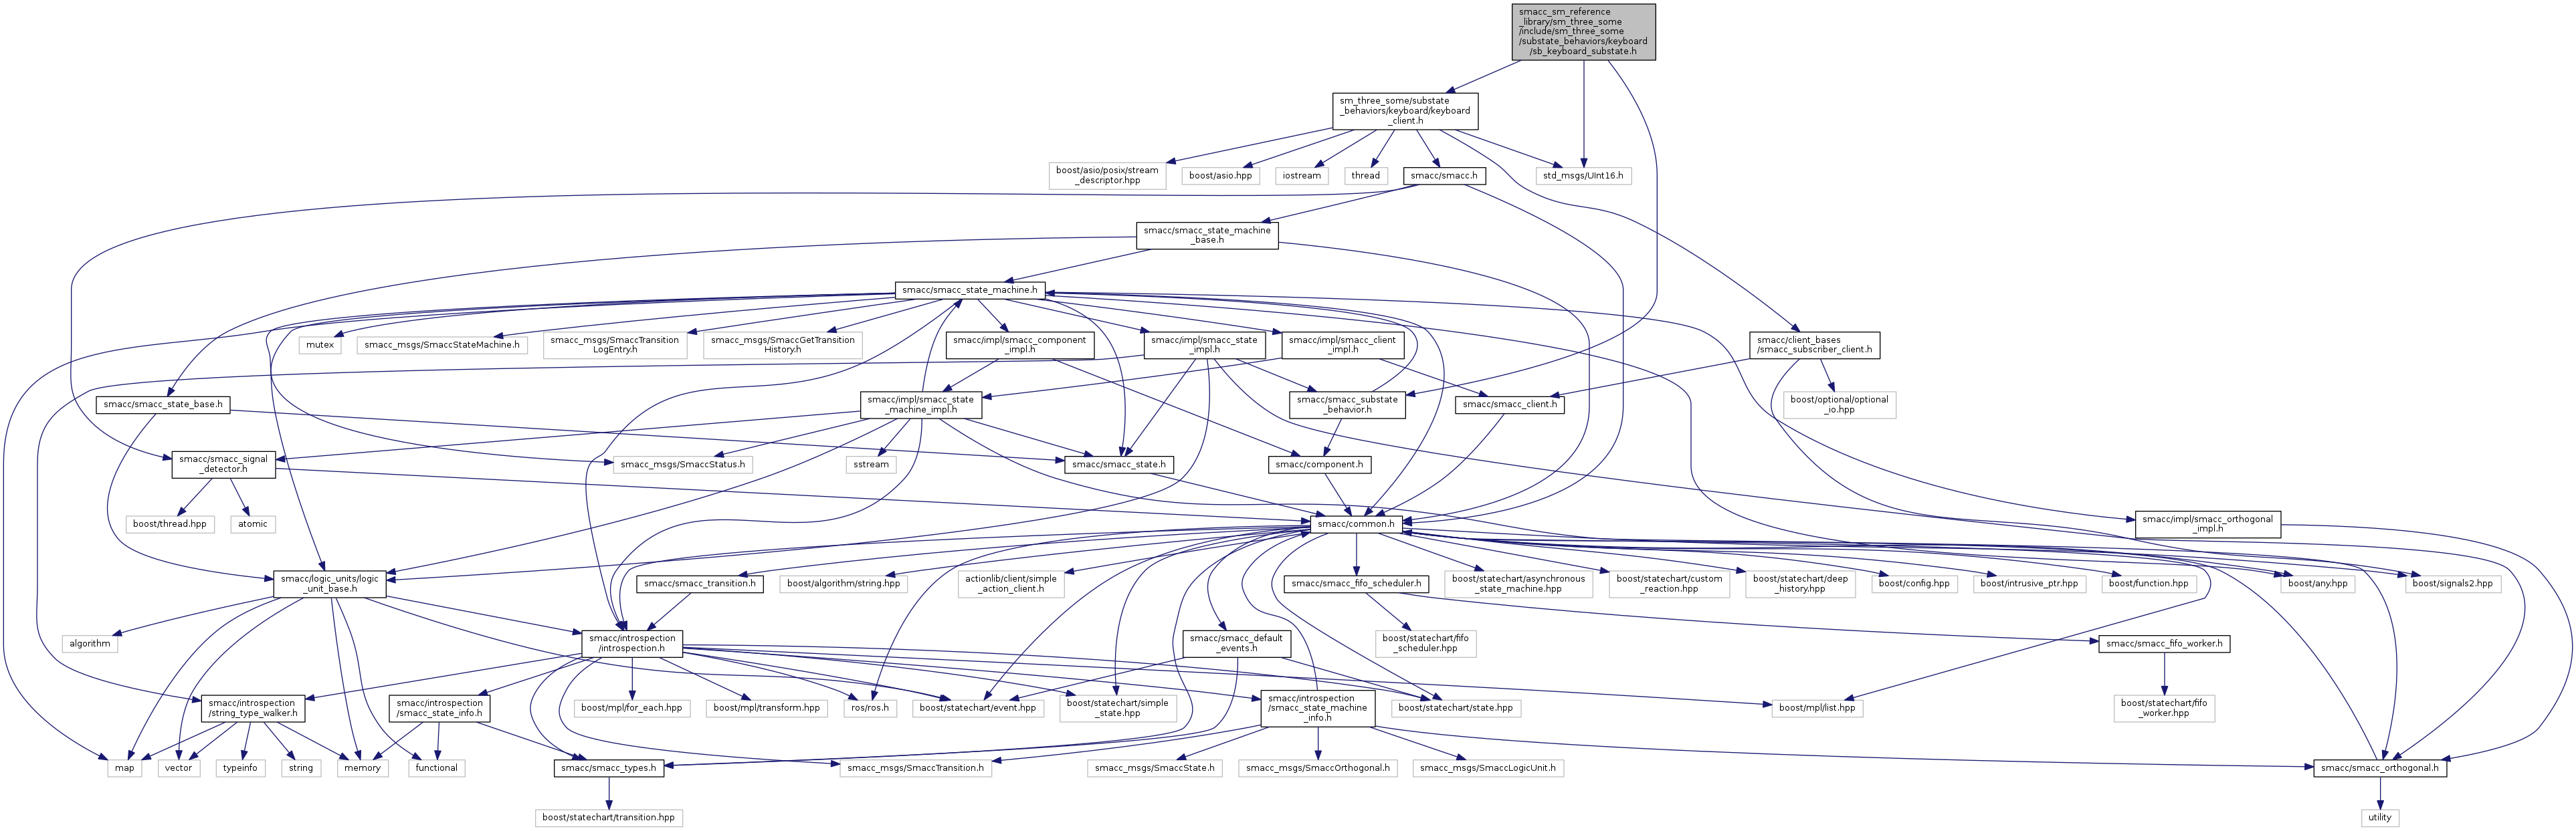 smacc_sm_reference
_library/sm_three_some
/include/sm_three_some
/substate_behaviors/keyboard
/sb_keyboard_substate.h
sm_three_some/substate
_behaviors/keyboard/keyboard
_client.h
boost/asio/posix/stream
_descriptor.hpp
boost/asio.hpp
iostream
thread
smacc/smacc.h
std_msgs/UInt16.h
smacc/smacc_state_machine
_base.h
smacc/smacc_state_machine.h
mutex
smacc_msgs/SmaccStateMachine.h
smacc_msgs/SmaccTransition
LogEntry.h
smacc_msgs/SmaccGetTransition
History.h
smacc/impl/smacc_component
_impl.h
smacc/impl/smacc_state
_impl.h
smacc/impl/smacc_client
_impl.h
smacc/client_bases
/smacc_subscriber_client.h
smacc/smacc_state_base.h
smacc/impl/smacc_state
_machine_impl.h
smacc/smacc_substate
_behavior.h
smacc/smacc_client.h
boost/optional/optional
_io.hpp
smacc/smacc_signal
_detector.h
smacc_msgs/SmaccStatus.h
sstream
smacc/smacc_state.h
smacc/component.h
boost/thread.hpp
atomic
smacc/common.h
smacc/impl/smacc_orthogonal
_impl.h
smacc/logic_units/logic
_unit_base.h
smacc/smacc_transition.h
boost/algorithm/string.hpp
actionlib/client/simple
_action_client.h
smacc/smacc_fifo_scheduler.h
boost/statechart/asynchronous
_state_machine.hpp
boost/statechart/custom
_reaction.hpp
boost/statechart/deep
_history.hpp
boost/config.hpp
boost/intrusive_ptr.hpp
boost/function.hpp
boost/any.hpp
boost/signals2.hpp
algorithm
smacc/introspection
/introspection.h
smacc/smacc_default
_events.h
boost/statechart/fifo
_scheduler.hpp
smacc/smacc_fifo_worker.h
smacc/introspection
/string_type_walker.h
smacc/introspection
/smacc_state_info.h
boost/mpl/for_each.hpp
boost/mpl/transform.hpp
ros/ros.h
boost/statechart/event.hpp
boost/statechart/simple
_state.hpp
smacc/introspection
/smacc_state_machine
_info.h
boost/statechart/state.hpp
boost/mpl/list.hpp
boost/statechart/fifo
_worker.hpp
map
vector
typeinfo
string
memory
functional
smacc/smacc_types.h
smacc_msgs/SmaccTransition.h
smacc_msgs/SmaccState.h
smacc_msgs/SmaccOrthogonal.h
smacc_msgs/SmaccLogicUnit.h
smacc/smacc_orthogonal.h
boost/statechart/transition.hpp
utility